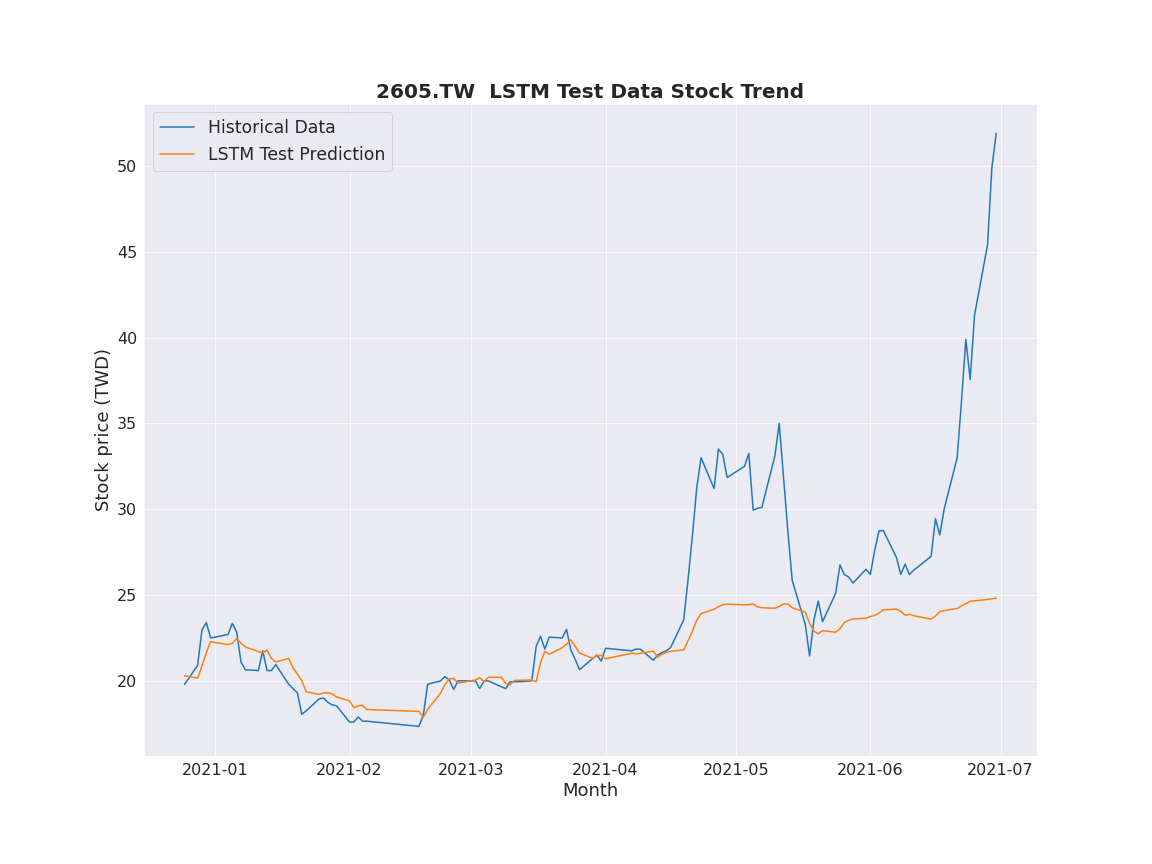 2605.TW  LSTM Test Data Stock Trend
Historical Data
LSTM Test Prediction
50
45
40
35
30
25
20
Stock price (TWD)
2021-01 2021-02 2021-03 2021-04 2021-05 2021-06 2021-07
Month